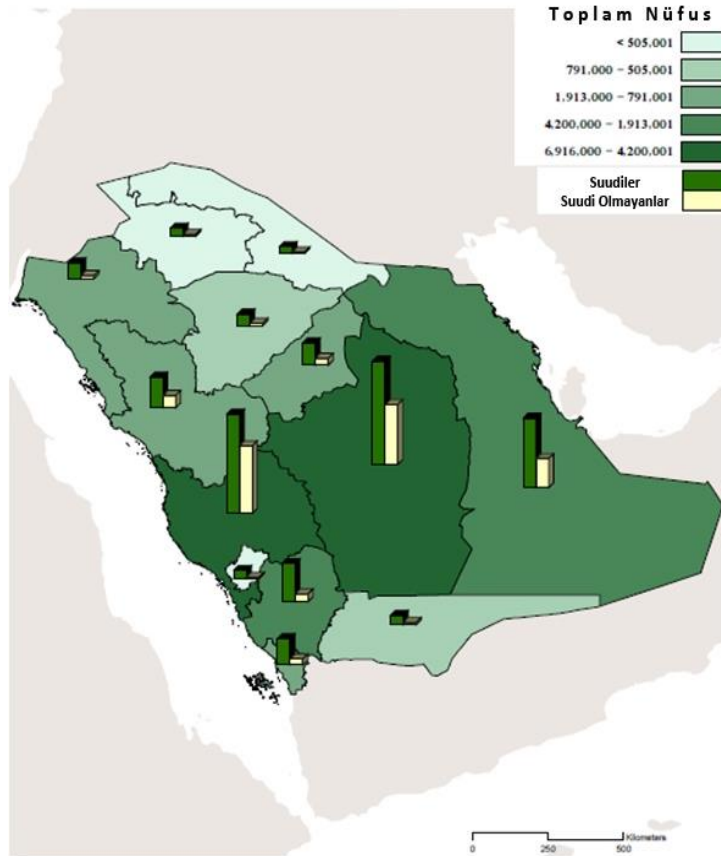 Toplam Nüfus
< 505.001
791.000 – 505.001
1.913.000 – 791.001
4.200.000 – 1.913.001
6.916.000 – 4.200.001
Suudiler
Suudi Olmayanlar
Kilometers
0 250 500